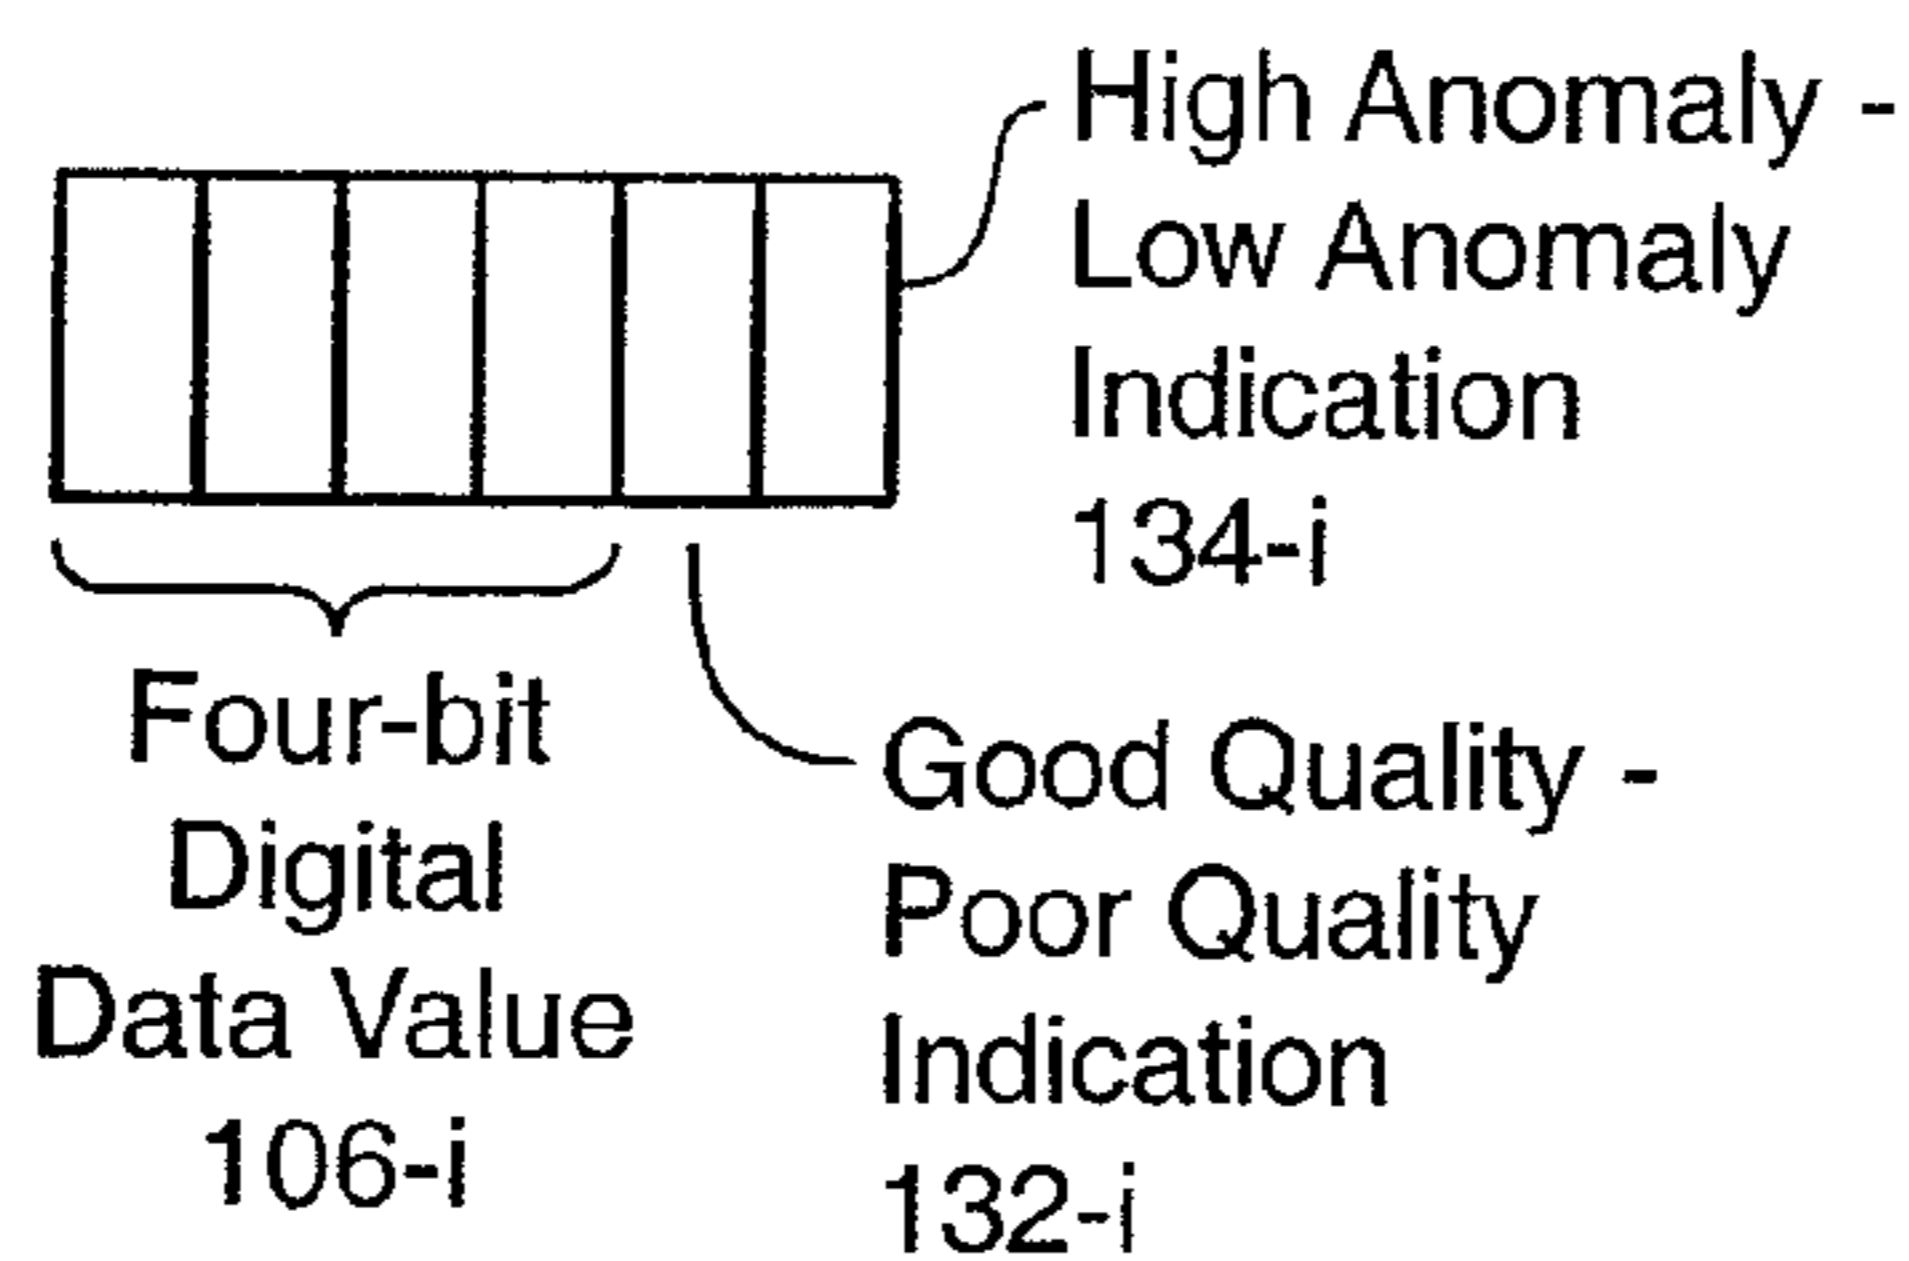 High Anomaly -
Low Anomaly
Indication
134-i
Four-bit
Digital
Data Value
106-i
Good Quality -
Poor Quality
Indication
132-i